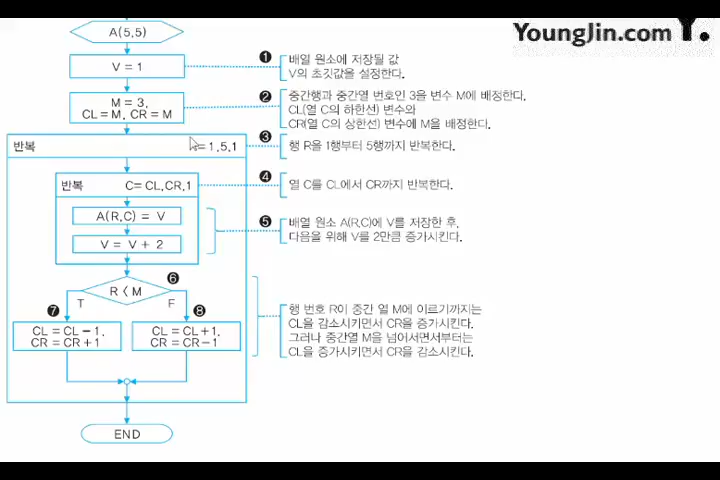 YoungJin.com Y.
A(5,5)
V = 1
❶ 배열 원소에 저장될 값
V의 초깃값을 설정한다.
M = 3,
CL = M, CR = M
❷ 중간행과 중간열 번호인 3을 변수 M에 배정한다.
CL(열 C의 하한선) 변수와
CR(열 C의 상한선) 변수에 M을 배정한다.
반복 = 1,5,1
❸ 행 R을 1행부터 5행까지 반복한다.
반복 C= CL,CR,1
❹ 열 C를 CL에서 CR까지 반복한다.
A(R,C) = V
V = V + 2
❺ 배열 원소 A(R,C)에 V를 저장한 후,
다음을 위해 V를 2만큼 증가시킨다.
R < M
❻
T F
❼ ❽
CL = CL−1,
CR = CR+1
CL = CL+1,
CR = CR−1
행 번호 R이 중간 열 M에 이르기까지는
CL을 감소시키면서 CR을 증가시킨다.
그러나 중간열 M을 넘어서면서부터는
CL을 증가시키면서 CR을 감소시킨다.
END